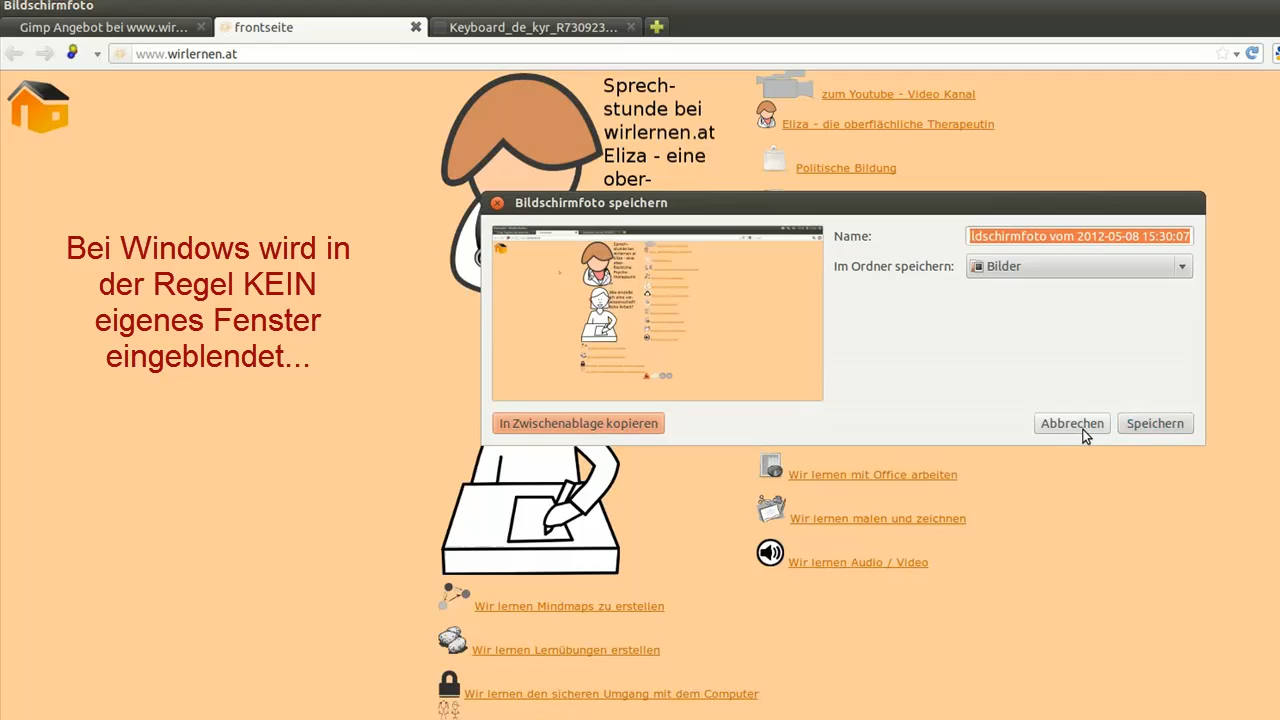 Bildschirmfoto
Gimp Angebot bei www.wir...
frontseite
Keyboard_de_kyr_R730923...
www.wirlernen.at
Sprech-
stunde bei
wirlernen.at
Eliza - eine
ober-
zum Youtube - Video Kanal
Eliza - die oberflächliche Therapeutin
Politische Bildung
Bei Windows wird in
der Regel KEIN
eigenes Fenster
eingeblendet...
Bildschirmfoto speichern
Name:
ldschirmfoto vom 2012-05-08 15:30:07
Im Ordner speichern:
Bilder
In Zwischenablage kopieren
Abbrechen
Speichern
Wir lernen mit Office arbeiten
Wir lernen malen und zeichnen
Wir lernen Audio / Video
Wir lernen Mindmaps zu erstellen
Wir lernen Lernübungen erstellen
Wir lernen den sicheren Umgang mit dem Computer